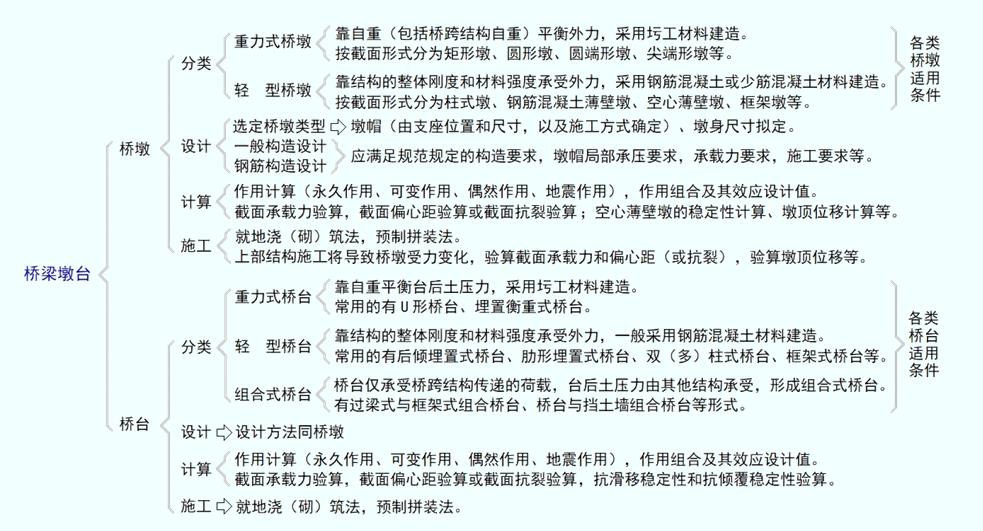 桥梁墩台
桥墩
分类
重力式桥墩
靠自重（包括桥跨结构自重）平衡外力，采用圬工材料建造。
按截面形式分为矩形墩、圆形墩、圆端形墩、尖端形墩等。
轻　型桥墩
靠结构的整体刚度和材料强度承受外力，采用钢筋混凝土或少筋混凝土材料建造。
按截面形式分为柱式墩、钢筋混凝土薄壁墩、空心薄壁墩、框架墩等。
各类
桥墩
适用
条件
设计
选定桥墩类型 墩帽（由支座位置和尺寸，以及施工方式确定）、墩身尺寸拟定。
一般构造设计
钢筋构造设计
应满足规范规定的构造要求，墩帽局部承压要求，承载力要求，施工要求等。
计算
作用计算（永久作用、可变作用、偶然作用、地震作用），作用组合及其效应设计值。
截面承载力验算，截面偏心距验算或截面抗裂验算；空心薄壁墩的稳定性计算、墩顶位移计算等。
施工
就地浇（砌）筑法，预制拼装法。
上部结构施工将导致桥墩受力变化，验算截面承载力和偏心距（或抗裂），验算墩顶位移等。
桥台
分类
重力式桥台
靠自重平衡台后土压力，采用圬工材料建造。
常用的有U形桥台、埋置衡重式桥台。
轻　型桥台
靠结构的整体刚度和材料强度承受外力，一般采用钢筋混凝土材料建造。
常用的有后倾埋置式桥台、肋形埋置式桥台、双（多）柱式桥台、框架式桥台等。
组合式桥台
桥台仅承受桥跨结构传递的荷载，台后土压力由其他结构承受，形成组合式桥台。
有过梁式与框架式组合桥台、桥台与挡土墙组合桥台等形式。
各类
桥台
适用
条件
设计 设计方法同桥墩
计算
作用计算（永久作用、可变作用、偶然作用、地震作用），作用组合及其效应设计值。
截面承载力验算，截面偏心距验算或截面抗裂验算，抗滑移稳定性和抗倾覆稳定性验算。
施工 就地浇（砌）筑法，预制拼装法。